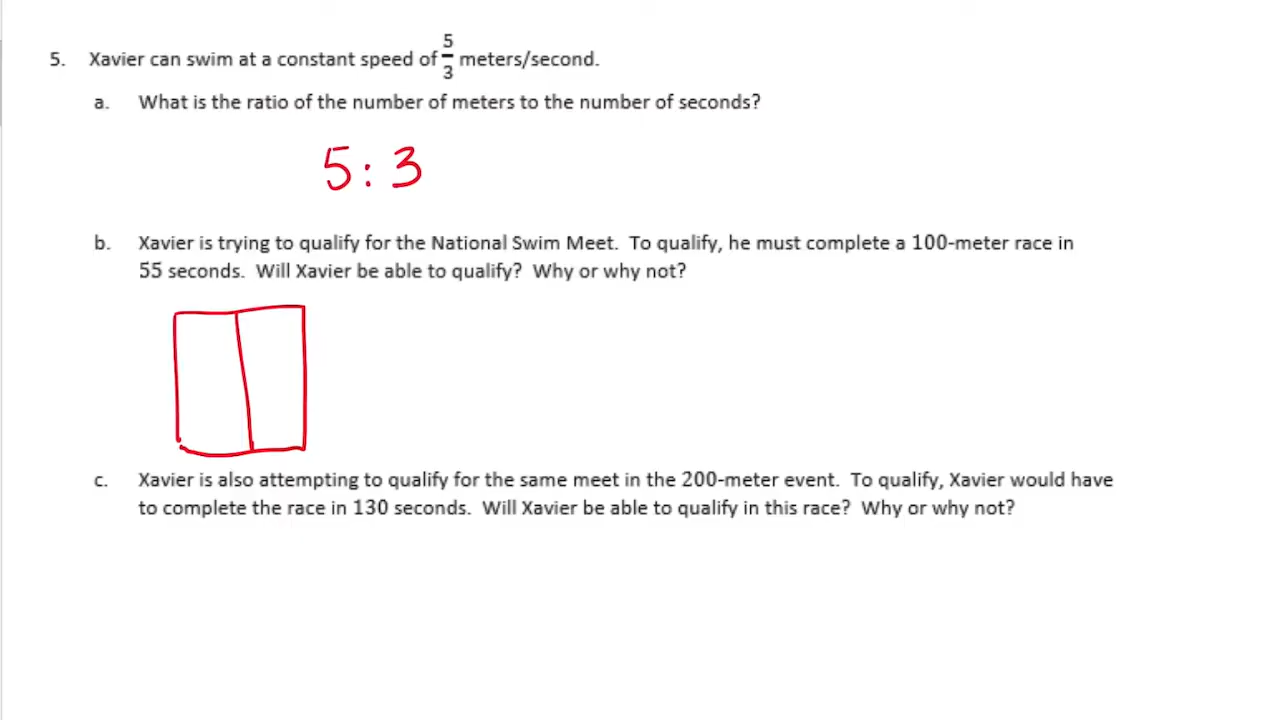 5. Xavier can swim at a constant speed of 5/3 meters/second.
a. What is the ratio of the number of meters to the number of seconds?
5:3
b. Xavier is trying to qualify for the National Swim Meet. To qualify, he must complete a 100-meter race in
55 seconds. Will Xavier be able to qualify? Why or why not?
c. Xavier is also attempting to qualify for the same meet in the 200-meter event. To qualify, Xavier would have
to complete the race in 130 seconds. Will Xavier be able to qualify in this race? Why or why not?